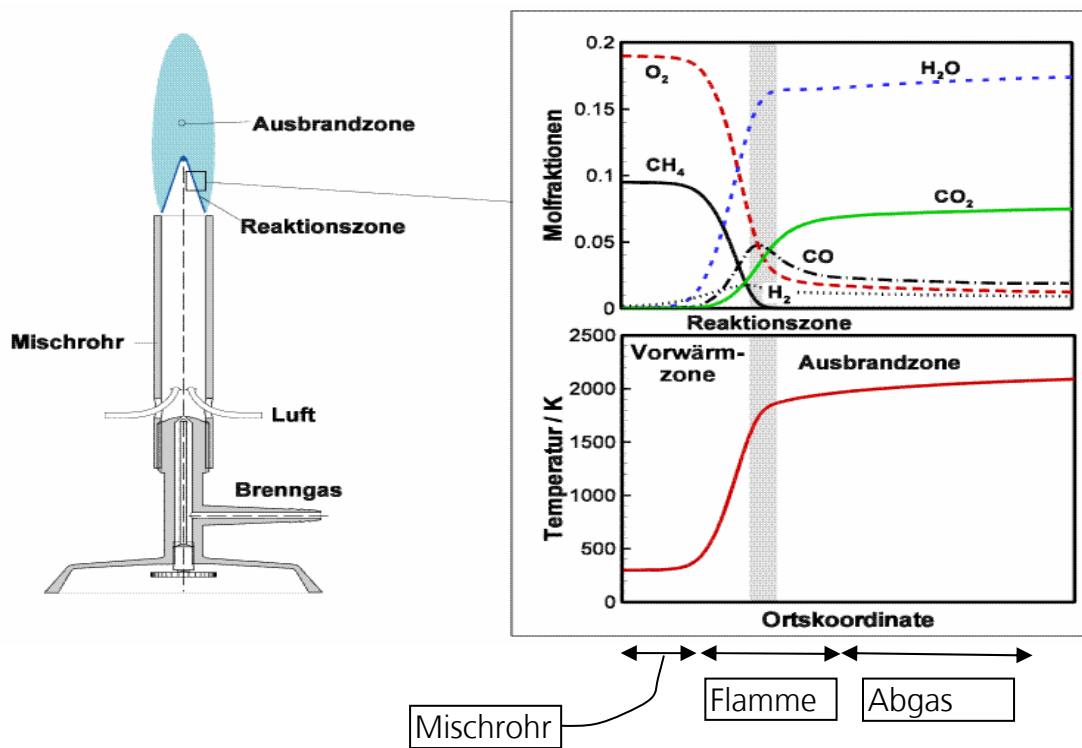 Ausbrandzone
Reaktionszone
Mischrohr
Luft
Brenngas
Molfraktionen
0.2
0.15
0.1
0.05
0
O₂
CH₄
H₂O
CO₂
CO
H₂
Reaktionszone
Temperatur / K
2500
2000
1500
1000
500
0
Vorwärm-
zone
Ausbrandzone
Ortskoordinate
Mischrohr
Flamme
Abgas